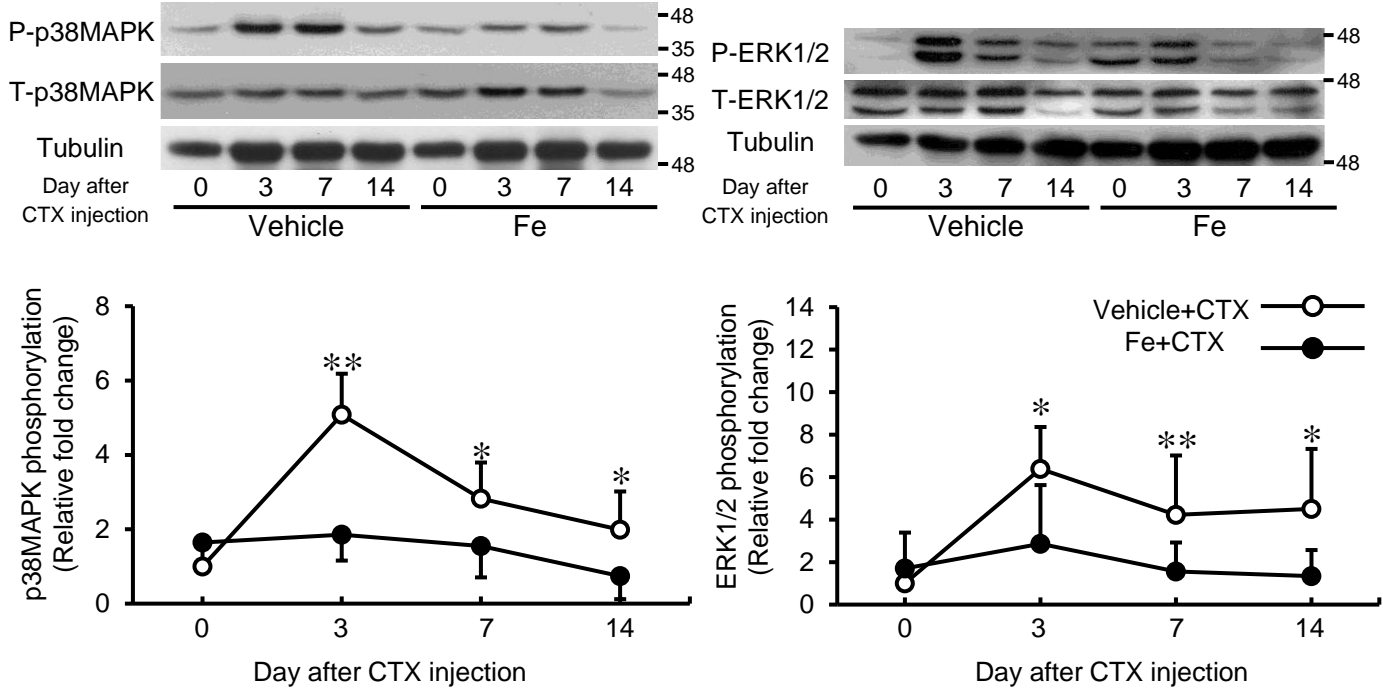 P-p38MAPK
48
35
T-p38MAPK
48
35
Tubulin
48
Day after
CTX injection
0 3 7 14 0 3 7 14
Vehicle Fe
P-ERK1/2
48
T-ERK1/2
48
Tubulin
48
Day after
CTX injection
0 3 7 14 0 3 7 14
Vehicle Fe
p38MAPK phosphorylation
(Relative fold change)
8
6
4
2
0
**
*
*
0 3 7 14
Day after CTX injection
ERK1/2 phosphorylation
(Relative fold change)
14
12
10
8
6
4
2
0
Vehicle+CTX
Fe+CTX
*
**
*
0 3 7 14
Day after CTX injection